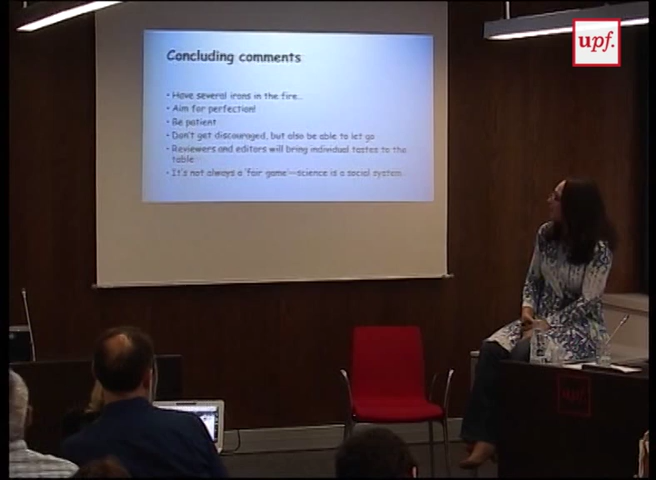 upf.
Concluding comments
• Have several irons in the fire...
• Aim for perfection!
• Be patient
• Don't get discouraged, but also be able to let go
• Reviewers and editors will bring individual tastes to the
table
• It's not always a 'fair game'—science is a social system
upf.